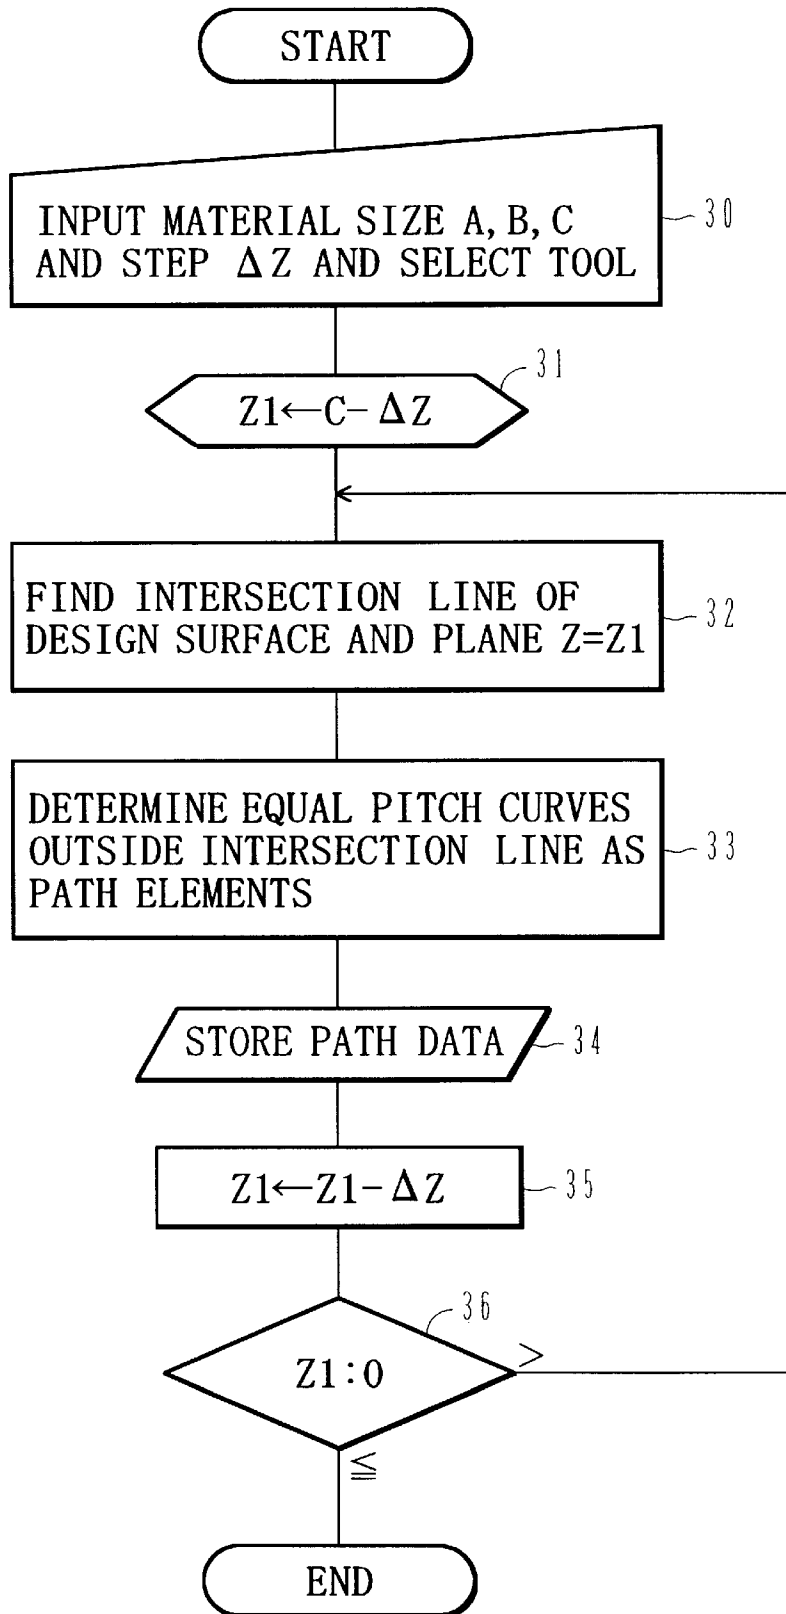 START
INPUT MATERIAL SIZE A, B, C
AND STEP ΔZ AND SELECT TOOL
30
31
Z1←C-ΔZ
FIND INTERSECTION LINE OF
DESIGN SURFACE AND PLANE Z=Z1
32
DETERMINE EQUAL PITCH CURVES
OUTSIDE INTERSECTION LINE AS
PATH ELEMENTS
33
STORE PATH DATA
34
Z1←Z1-ΔZ
35
36
Z1:0
>
≦
END